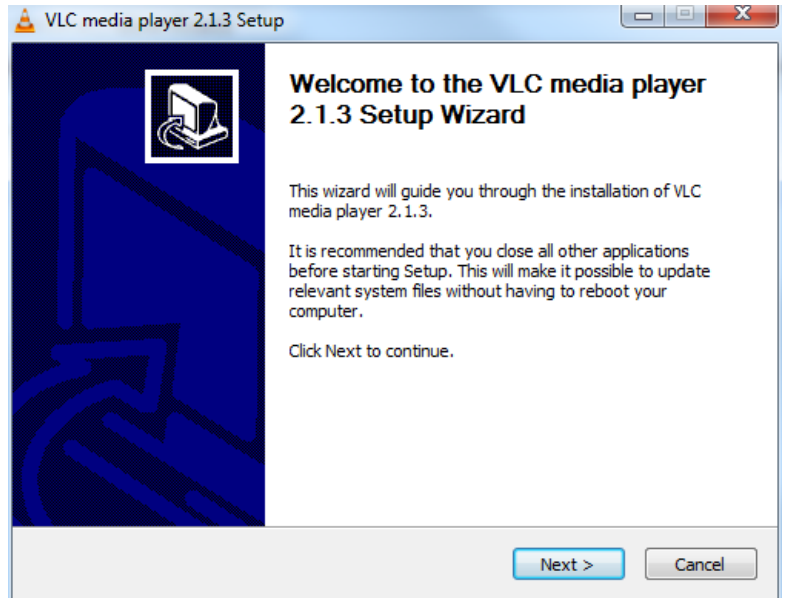 VLC media player 2.1.3 Setup
Welcome to the VLC media player
2.1.3 Setup Wizard
This wizard will guide you through the installation of VLC
media player 2.1.3.
It is recommended that you close all other applications
before starting Setup. This will make it possible to update
relevant system files without having to reboot your
computer.
Click Next to continue.
Next >
Cancel